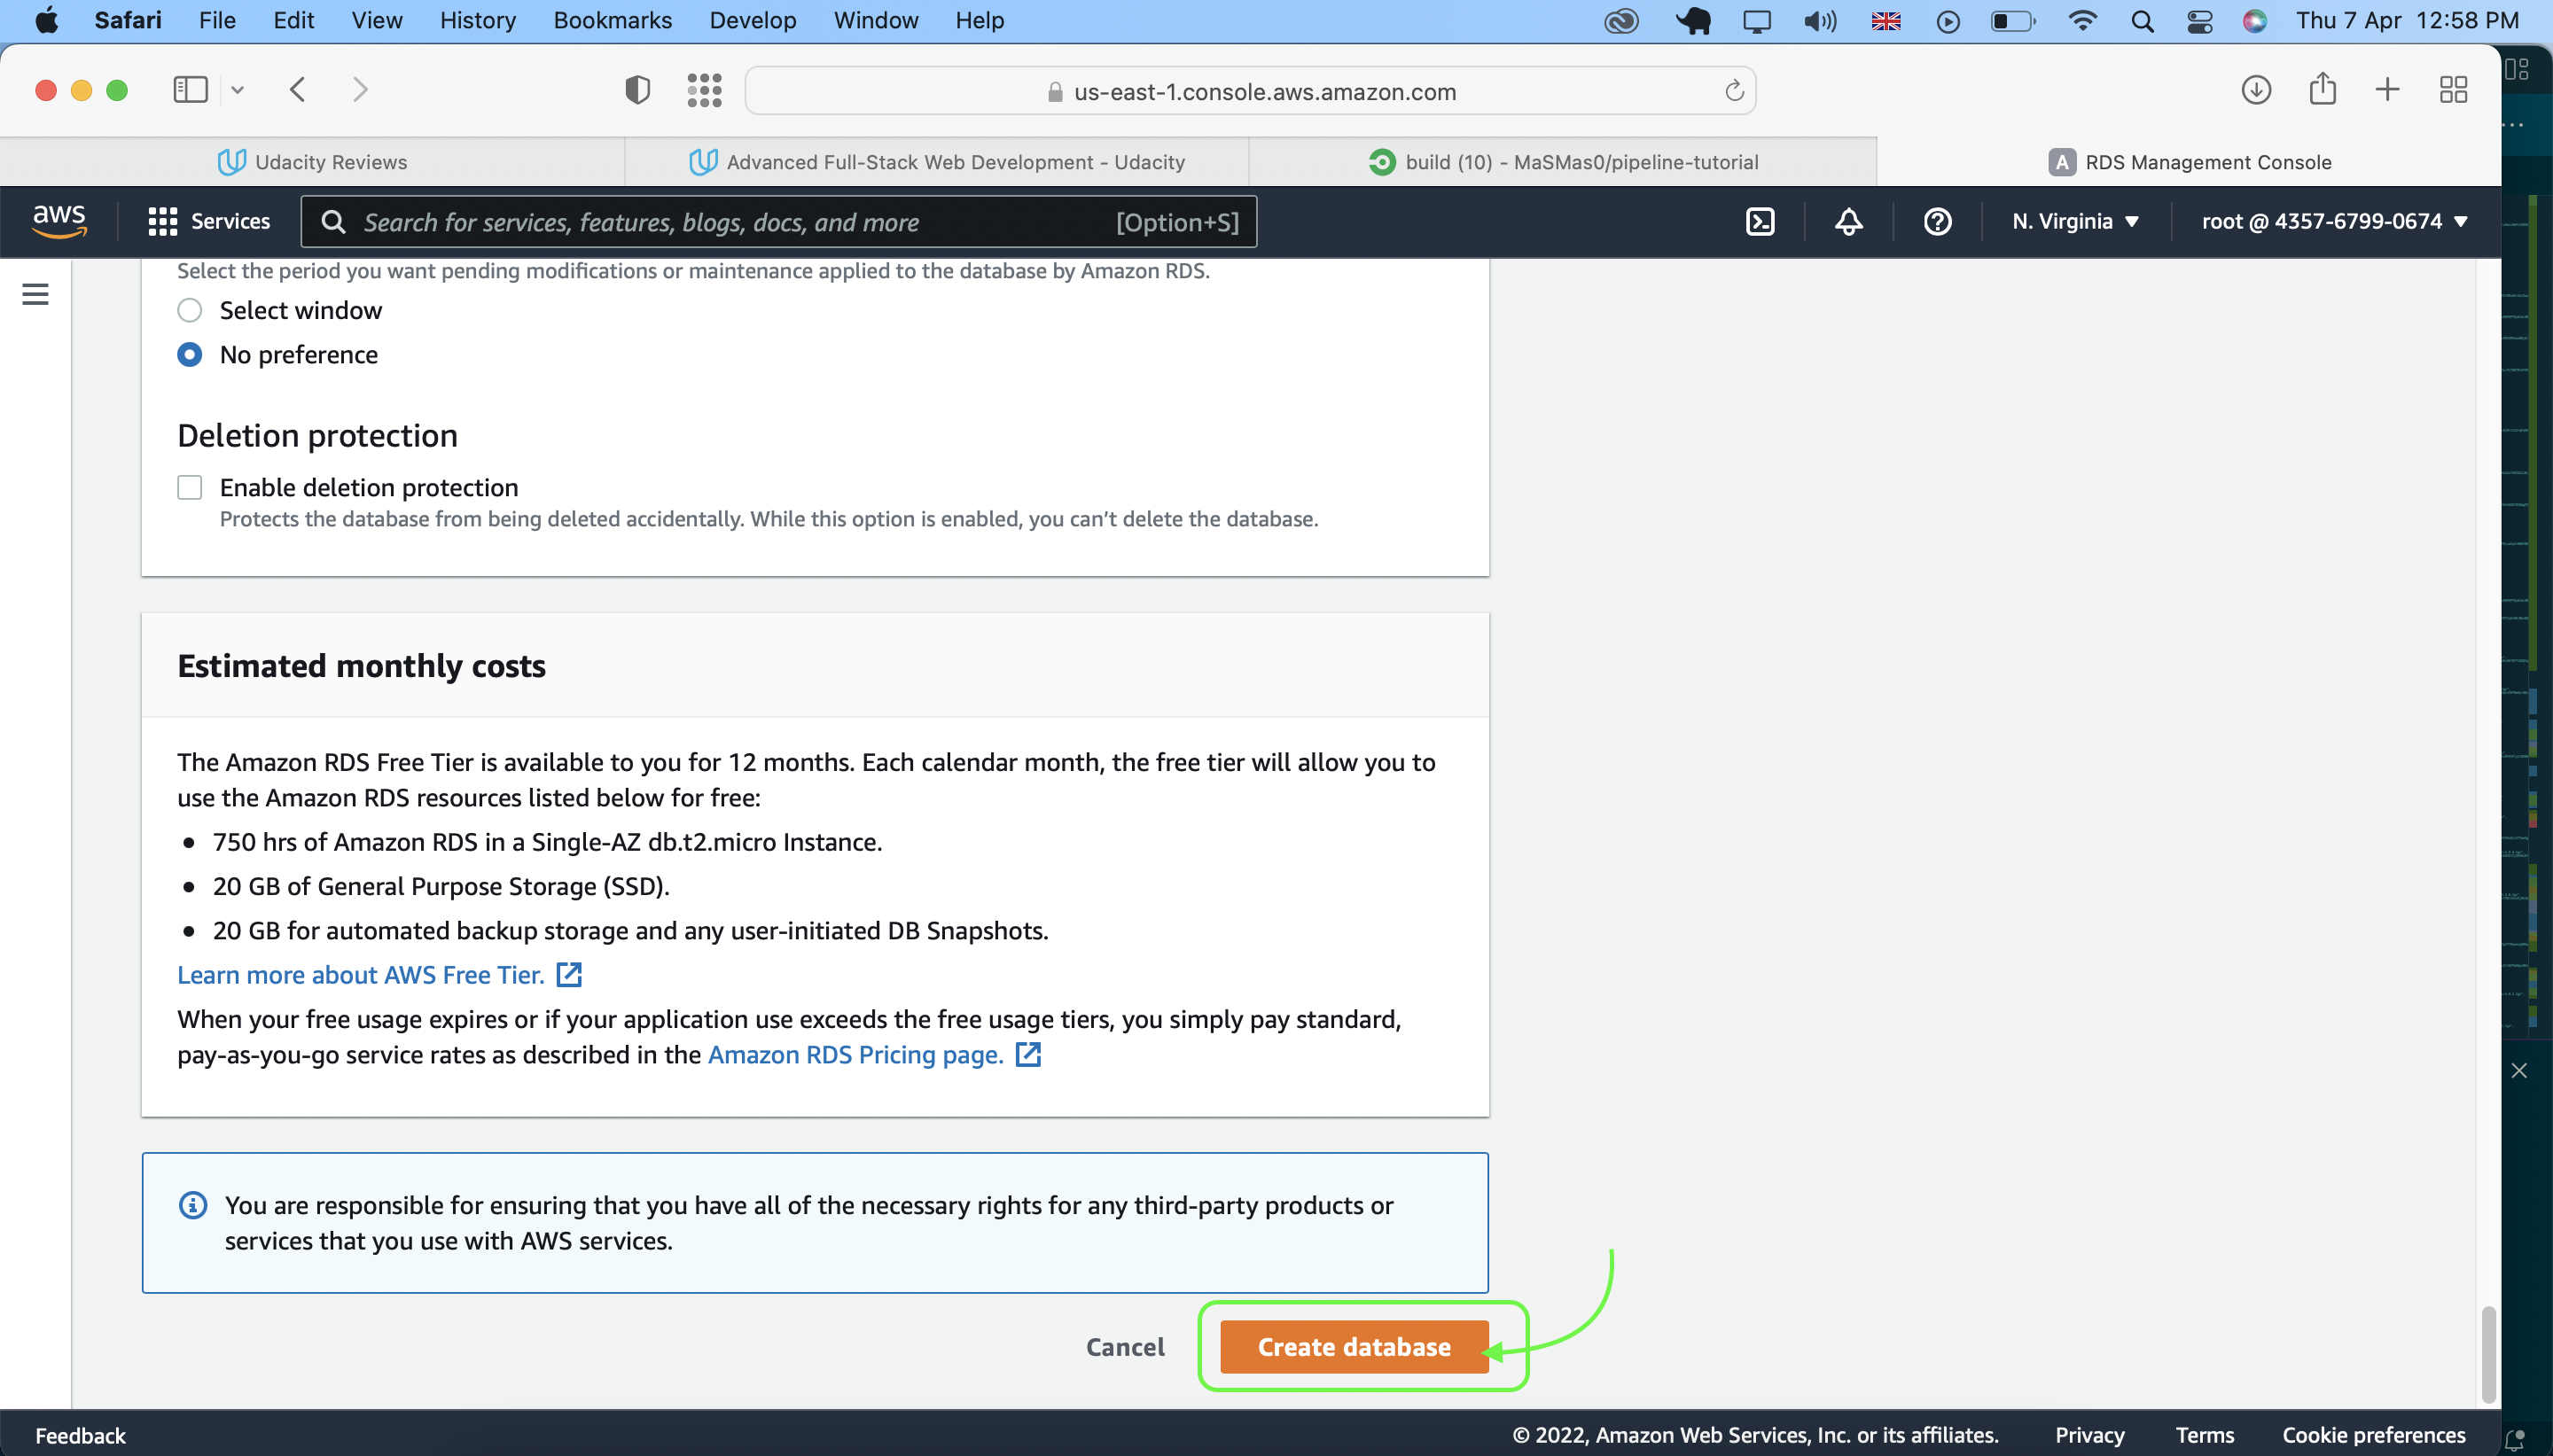 Safari File Edit View History Bookmarks Develop Window Help Thu 7 Apr 12:58 PM
us-east-1.console.aws.amazon.com
Udacity Reviews
Advanced Full-Stack Web Development - Udacity
build (10) - MaSMas0/pipeline-tutorial
A RDS Management Console
aws Services Search for services, features, blogs, docs, and more [Option+S] N. Virginia ▼ root @ 4357-6799-0674 ▼
Select the period you want pending modifications or maintenance applied to the database by Amazon RDS.
Select window
No preference
Deletion protection
Enable deletion protection
Protects the database from being deleted accidentally. While this option is enabled, you can’t delete the database.
Estimated monthly costs
The Amazon RDS Free Tier is available to you for 12 months. Each calendar month, the free tier will allow you to
use the Amazon RDS resources listed below for free:
• 750 hrs of Amazon RDS in a Single-AZ db.t2.micro Instance.
• 20 GB of General Purpose Storage (SSD).
• 20 GB for automated backup storage and any user-initiated DB Snapshots.
Learn more about AWS Free Tier.
When your free usage expires or if your application use exceeds the free usage tiers, you simply pay standard,
pay-as-you-go service rates as described in the Amazon RDS Pricing page.
You are responsible for ensuring that you have all of the necessary rights for any third-party products or
services that you use with AWS services.
Cancel Create database
Feedback © 2022, Amazon Web Services, Inc. or its affiliates. Privacy Terms Cookie preferences